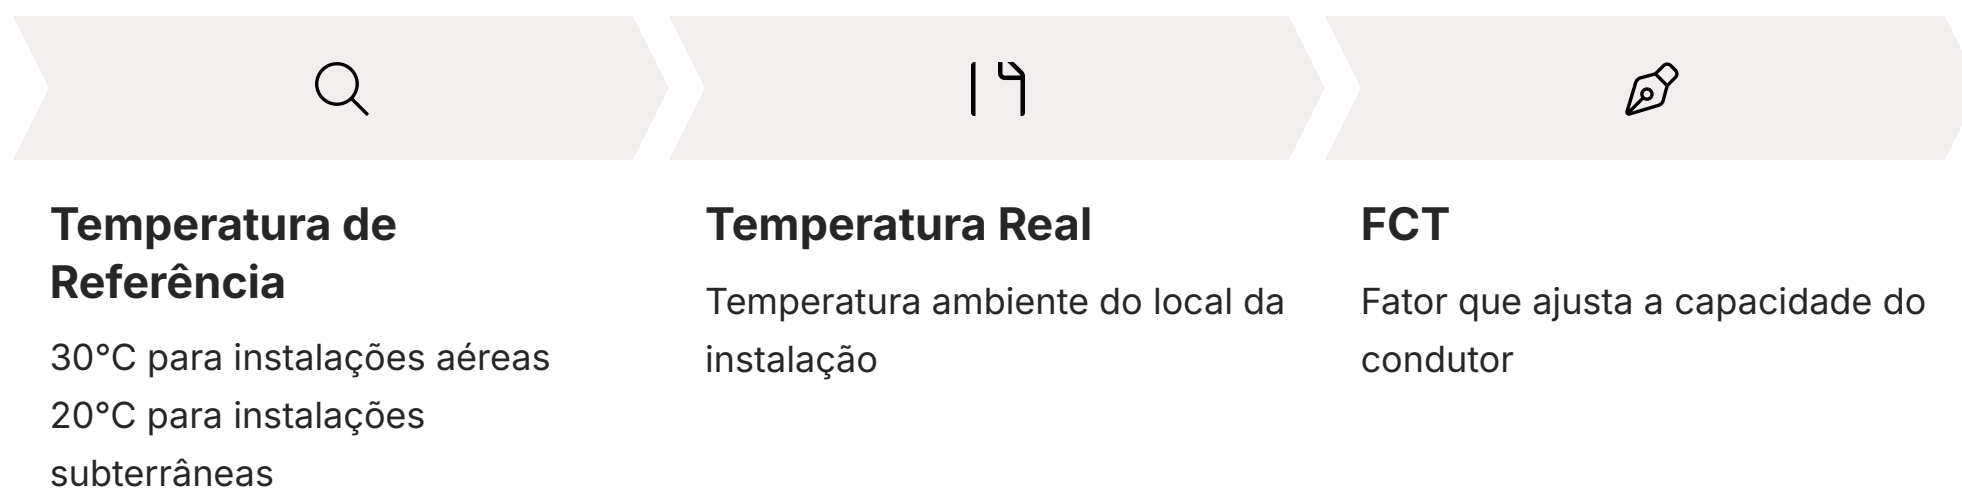 Temperatura de
Referência
30°C para instalações aéreas
20°C para instalações
subterrâneas
Temperatura Real
Temperatura ambiente do local da
instalação
FCT
Fator que ajusta a capacidade do
condutor